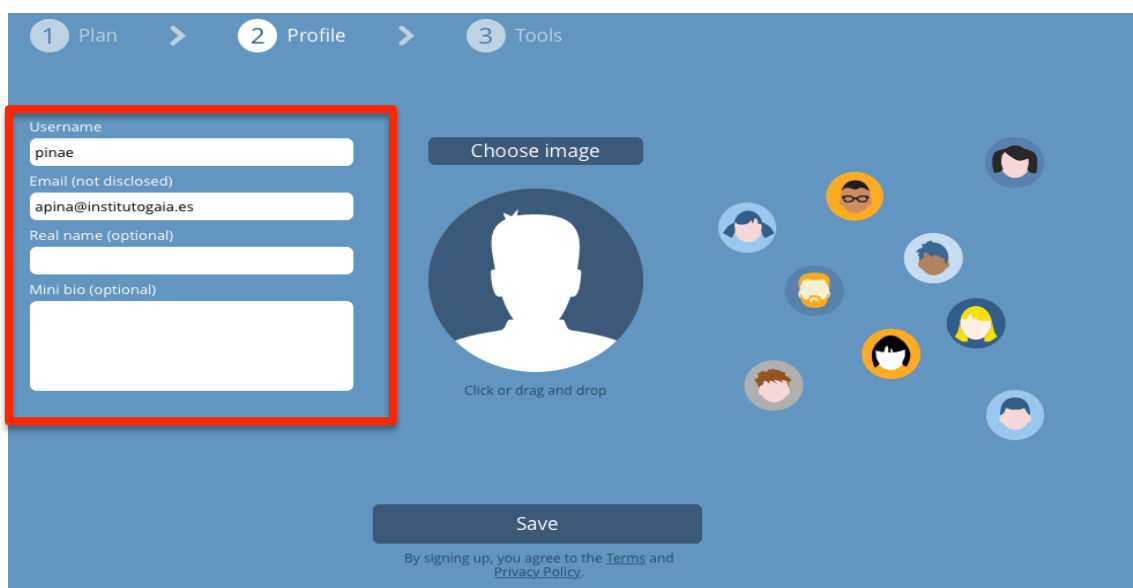 1 Plan > 2 Profile > 3 Tools
Username
pinae
Email (not disclosed)
apina@institutogaia.es
Real name (optional)
Mini bio (optional)
Choose image
Click or drag and drop
Save
By signing up, you agree to the Terms and
Privacy Policy.